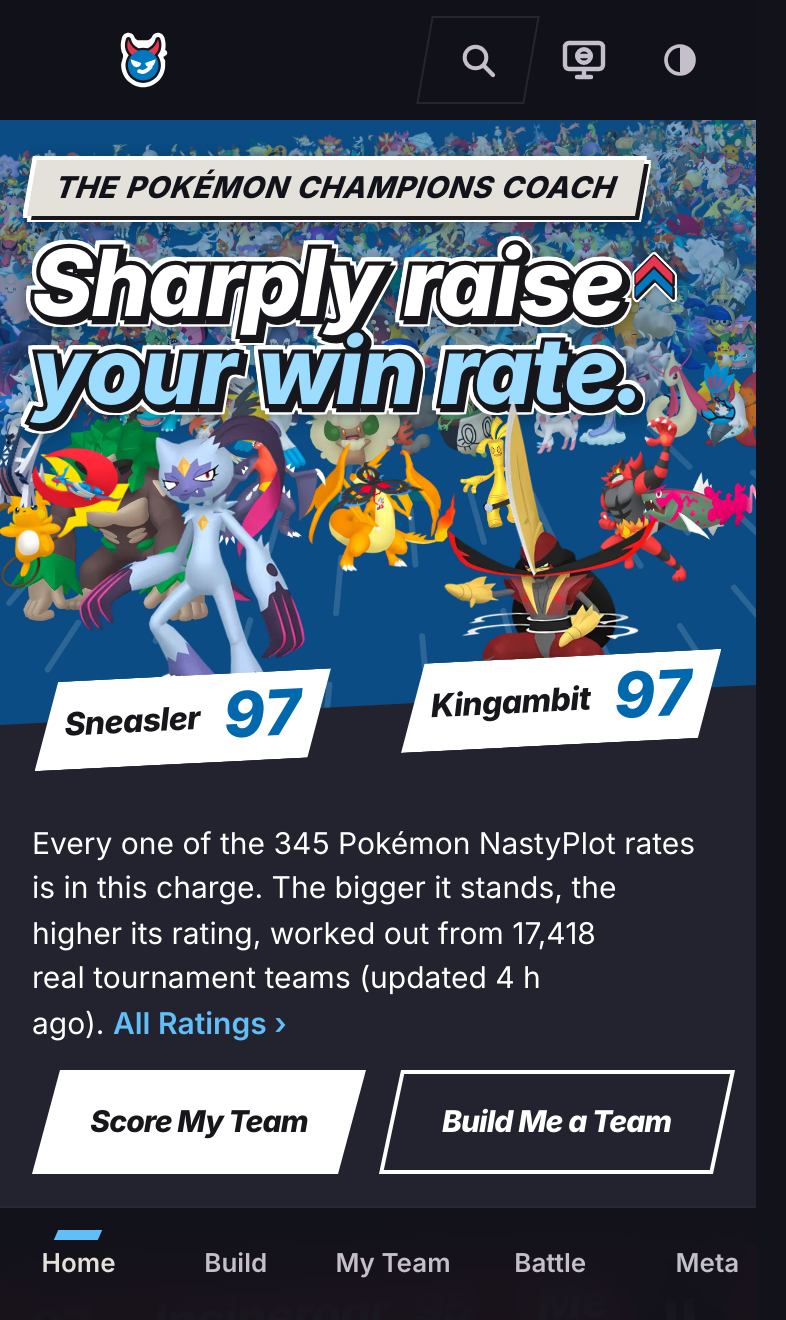 THE POKÉMON CHAMPIONS COACH
Sharply raise
your win rate.
Sneasler 97
Kingambit 97
Every one of the 345 Pokémon NastyPlot rates
is in this charge. The bigger it stands, the
higher its rating, worked out from 17,418
real tournament teams (updated 4 h
ago). All Ratings ›
Score My Team
Build Me a Team
Home
Build
My Team
Battle
Meta